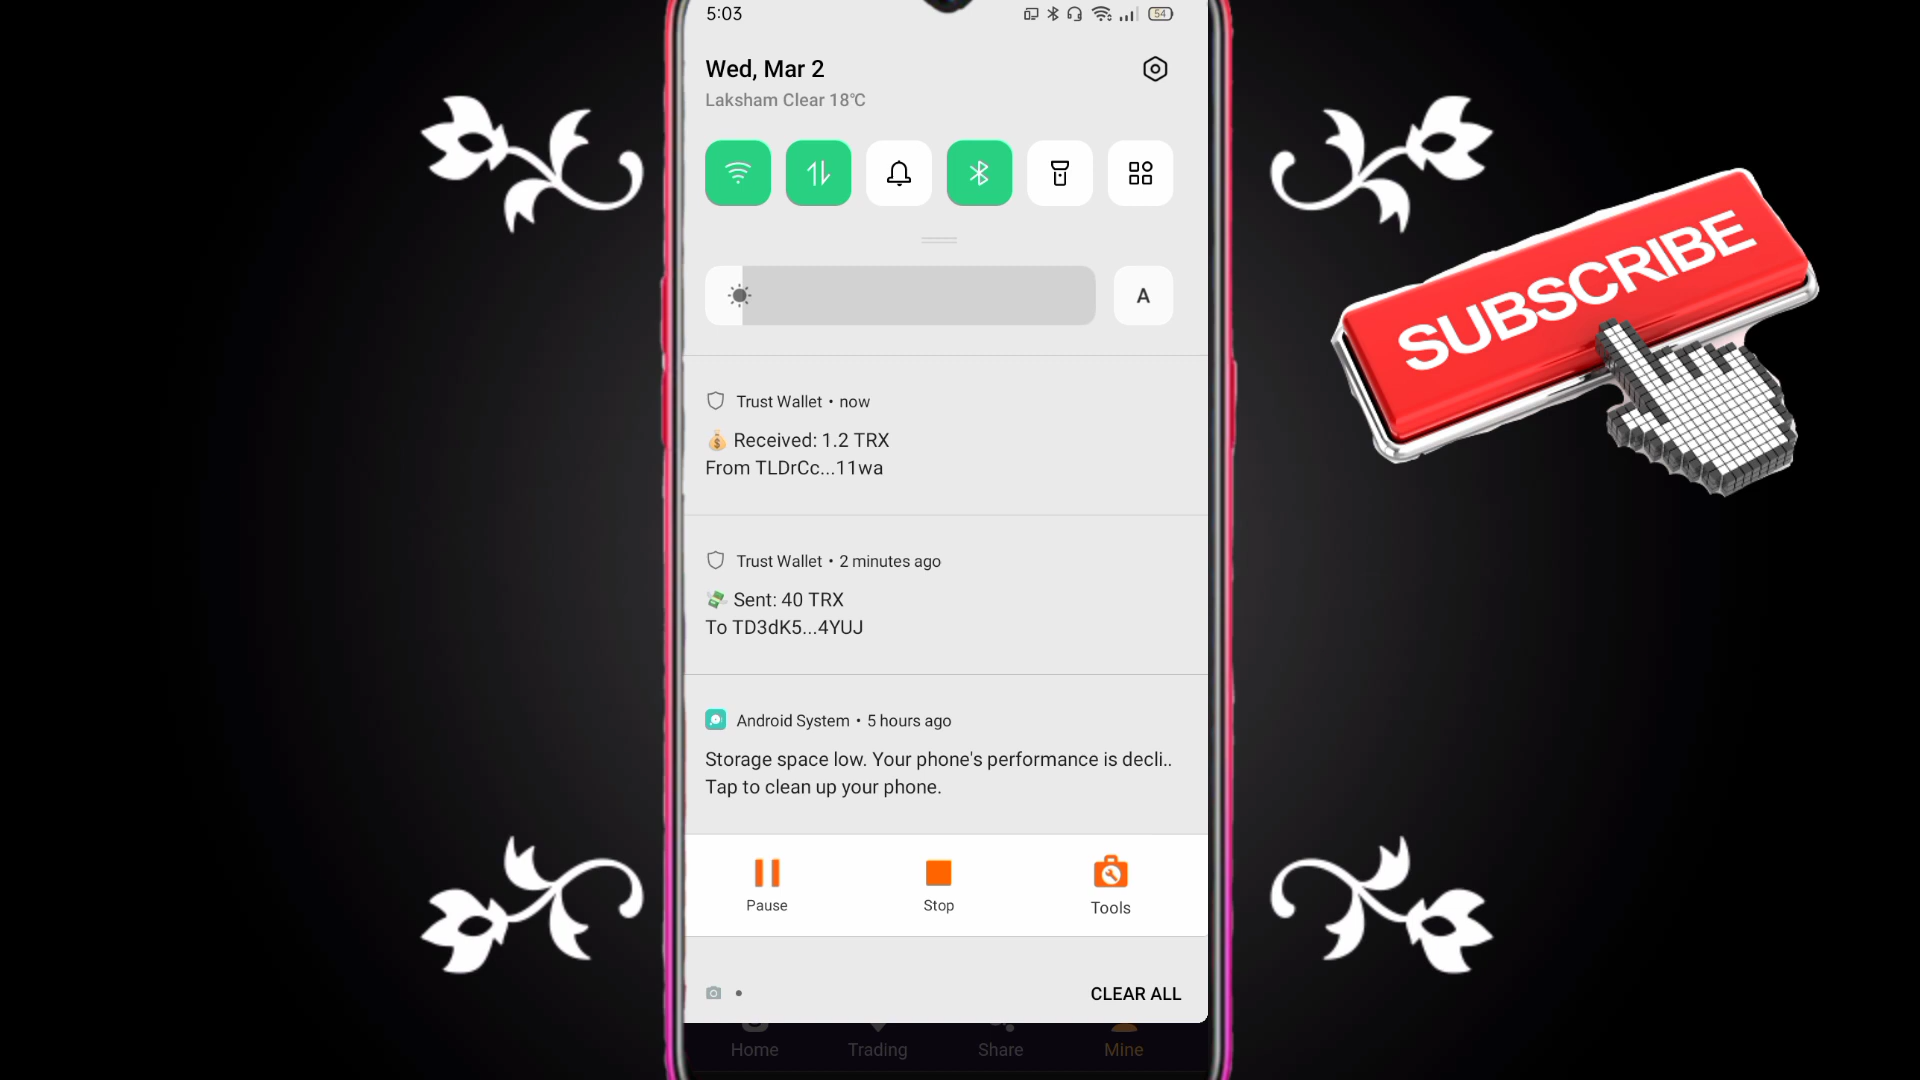 5:03
54
Wed, Mar 2
Laksham Clear 18°C
A
SUBSCRIBE
Trust Wallet • now
💰 Received: 1.2 TRX
From TLDrCc...11wa
Trust Wallet • 2 minutes ago
💸 Sent: 40 TRX
To TD3dK5...4YUJ
Android System • 5 hours ago
Storage space low. Your phone's performance is decli..
Tap to clean up your phone.
Pause Stop Tools
CLEAR ALL
Home Trading Share Mine